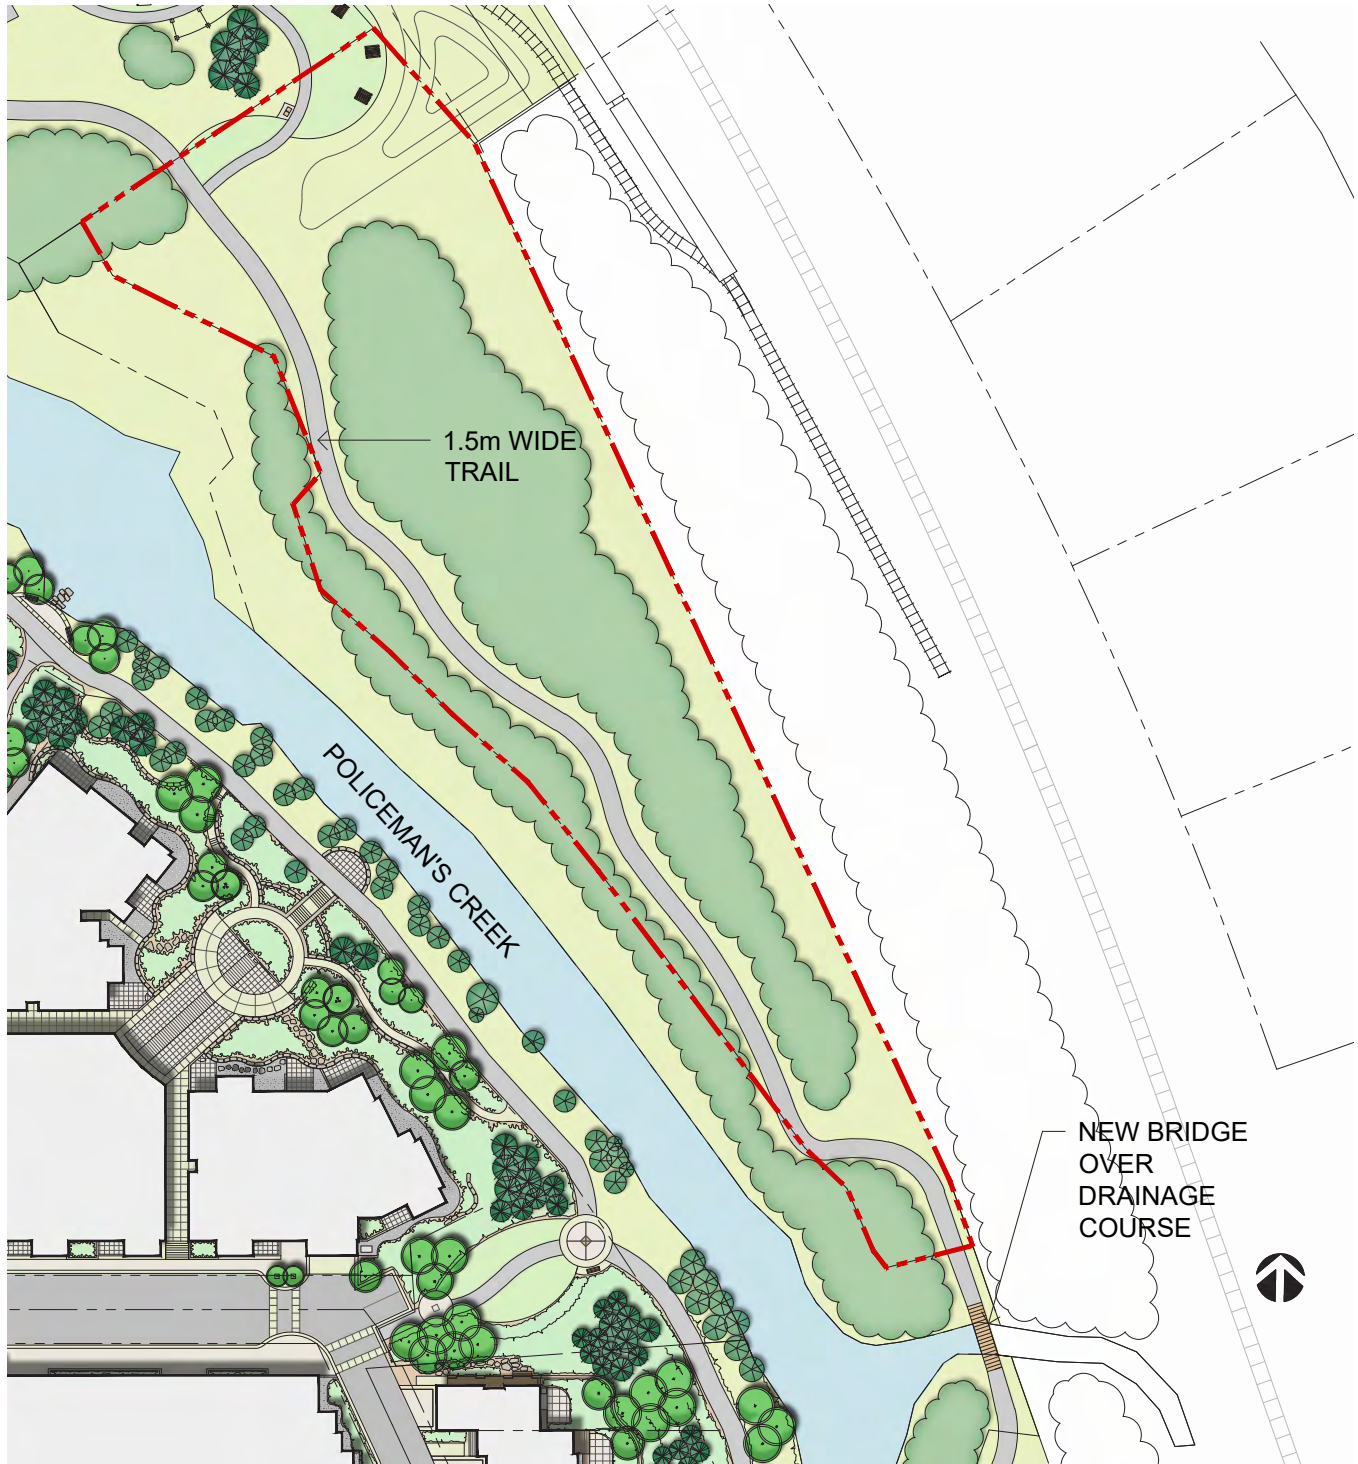 1.5m WIDE
TRAIL
POLICEMAN'S CREEK
NEW BRIDGE
OVER
DRAINAGE
COURSE